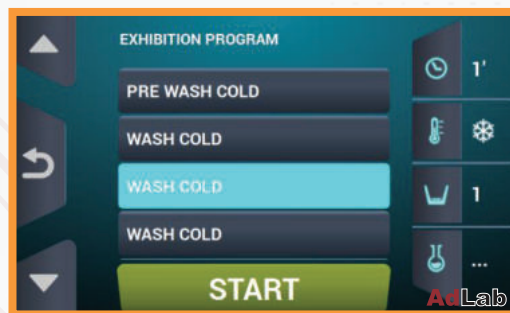 EXHIBITION PROGRAM
1'
PRE WASH COLD
WASH COLD
WASH COLD
1
WASH COLD
START
...
AdLab